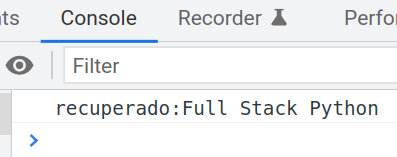 nts Console Recorder Perfo
Filter
recuperado:Full Stack Python